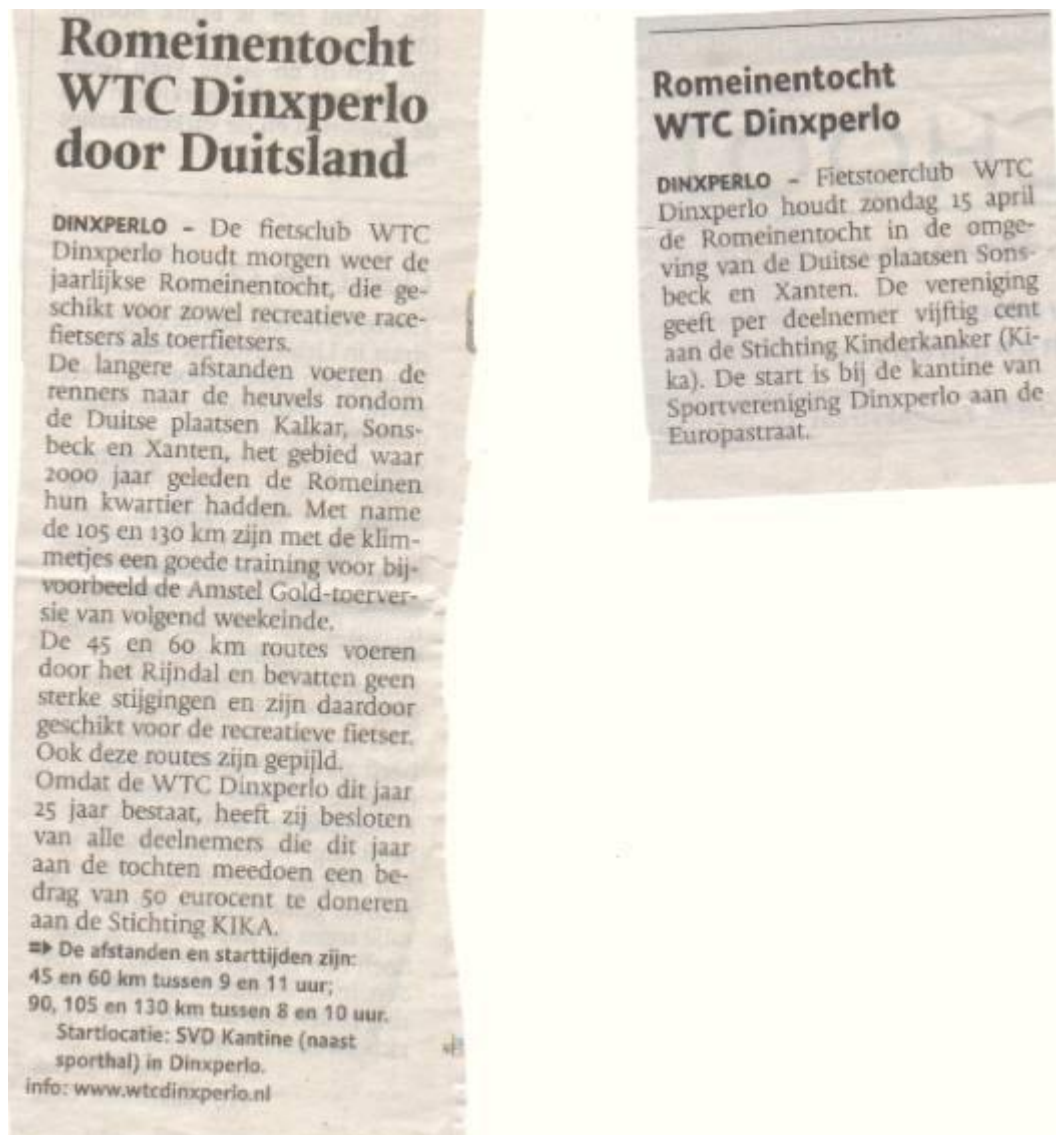 Romeinentocht
WTC Dinxperlo
door Duitsland
DINXPERLO – De fietsclub WTC
Dinxperlo houdt morgen weer de
jaarlijkse Romeinentocht, die ge-
schikt voor zowel recreatieve race-
fietsers als toerfietsers.
De langere afstanden voeren de
renners naar de heuvels rondom
de Duitse plaatsen Kalkar, Sons-
beck en Xanten, het gebied waar
2000 jaar geleden de Romeinen
hun kwartier hadden. Met name
de 105 en 130 km zijn met de klim-
metjes een goede training voor bij-
voorbeeld de Amstel Gold-toerver-
sie van volgend weekeinde.
De 45 en 60 km routes voeren
door het Rijndal en bevatten geen
sterke stijgingen en zijn daardoor
geschikt voor de recreatieve fietser.
Ook deze routes zijn gepijld.
Omdat de WTC Dinxperlo dit jaar
25 jaar bestaat, heeft zij besloten
van alle deelnemers die dit jaar
aan de tochten meedoen een be-
drag van 50 eurocent te doneren
aan de Stichting KIKA.
De afstanden en starttijden zijn:
45 en 60 km tussen 9 en 11 uur;
90, 105 en 130 km tussen 8 en 10 uur.
Startlocatie: SVD Kantine (naast
sporthal) in Dinxperlo.
info: www.wtcdinxperlo.nl
Romeinentocht
WTC Dinxperlo
DINXPERLO – Fietstoerclub WTC
Dinxperlo houdt zondag 15 april
de Romeinentocht in de omge-
ving van de Duitse plaatsen Sons-
beck en Xanten. De vereniging
geeft per deelnemer vijftig cent
aan de Stichting Kinderkanker (Ki-
ka). De start is bij de kantine van
Sportvereniging Dinxperlo aan de
Europastraat.